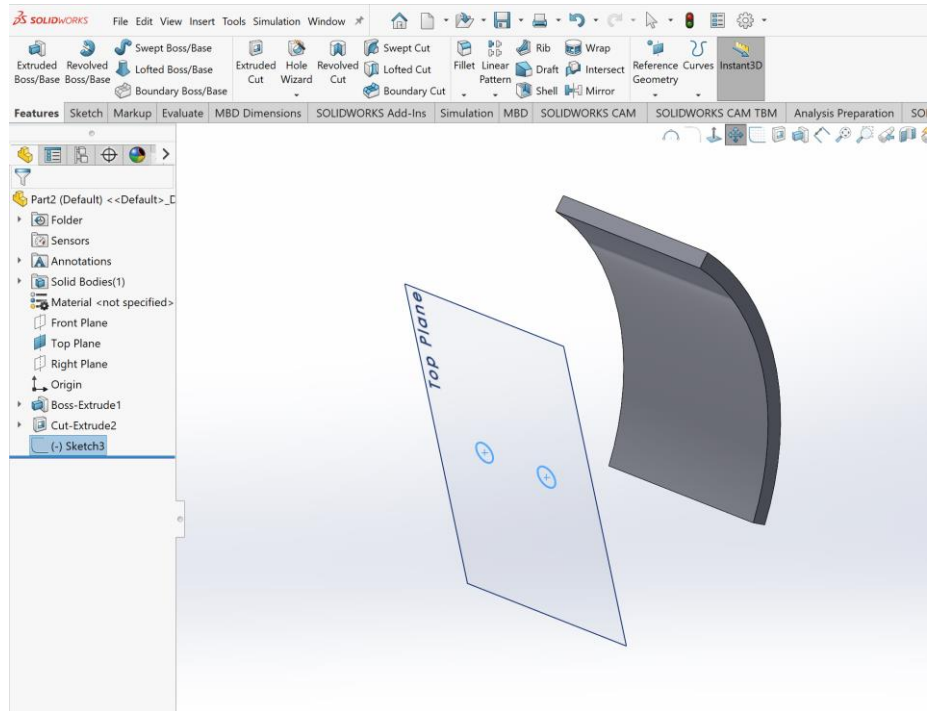 SOLIDWORKS File Edit View Insert Tools Simulation Window
Extruded Boss/Base Revolved Boss/Base Swept Boss/Base Lofted Boss/Base Boundary Boss/Base Extruded Cut Hole Wizard Revolved Cut Swept Cut Lofted Cut Boundary Cut Fillet Linear Pattern Rib Draft Shell Wrap Intersect Mirror Reference Geometry Curves Instant3D
Features Sketch Markup Evaluate MBD Dimensions SOLIDWORKS Add-Ins Simulation MBD SOLIDWORKS CAM SOLIDWORKS CAM TBM Analysis Preparation SO
Part2 (Default) <<Default>_D
Folder
Sensors
Annotations
Solid Bodies(1)
Material <not specified>
Front Plane
Top Plane
Right Plane
Origin
Boss-Extrude1
Cut-Extrude2
(-) Sketch3
Top Plane